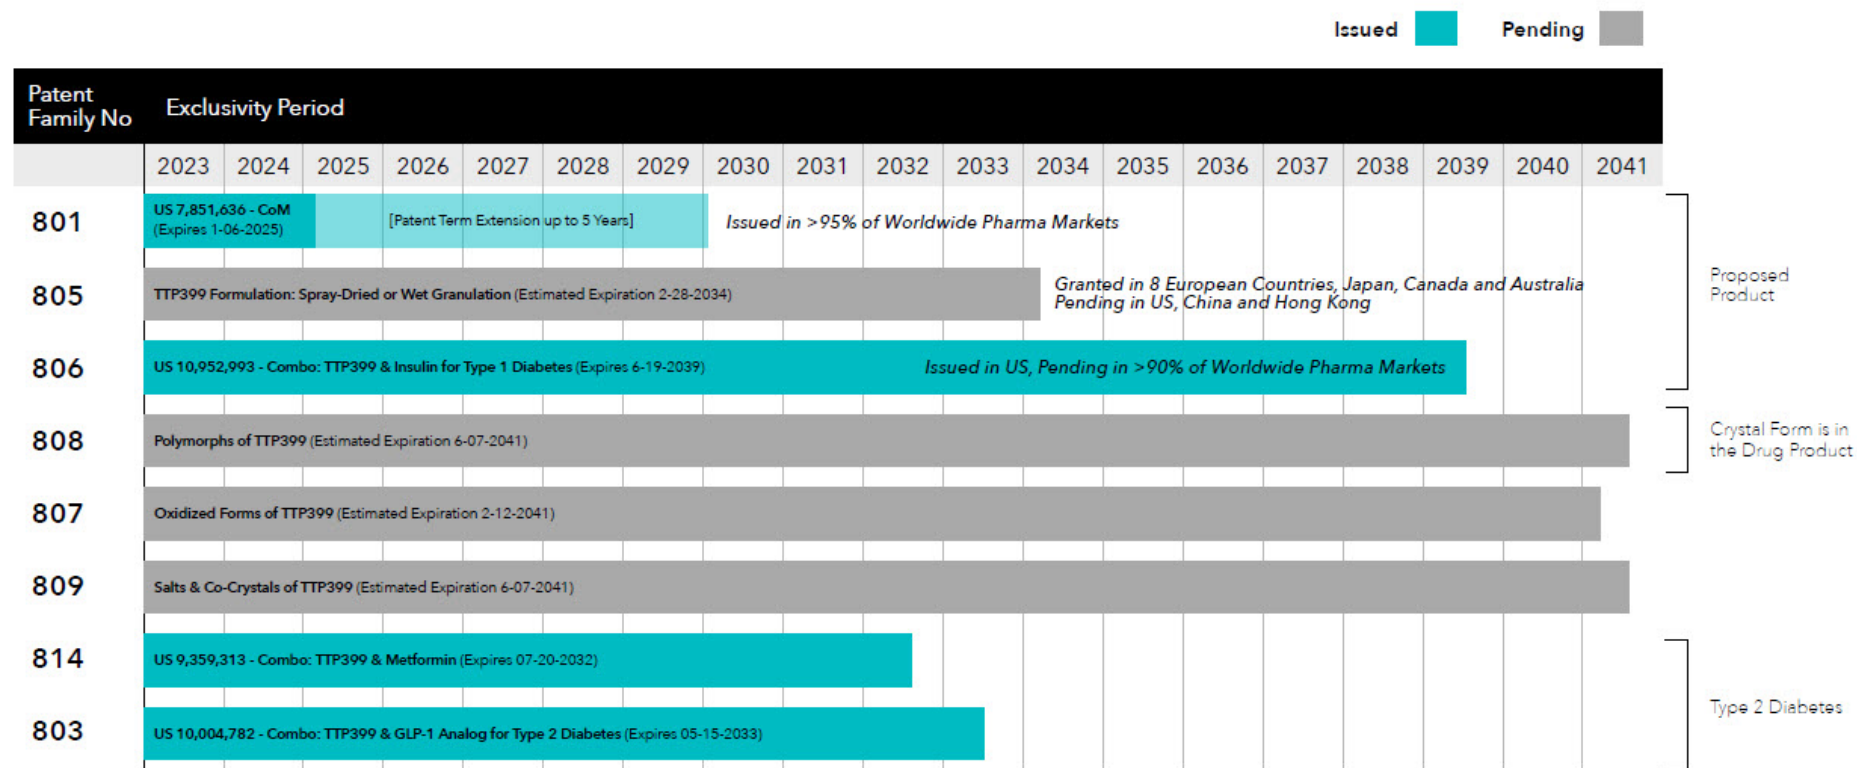 Issued
Pending
Patent
Family No
Exclusivity Period
2023 2024 2025 2026 2027 2028 2029 2030 2031 2032 2033 2034 2035 2036 2037 2038 2039 2040 2041
801
US 7,851,636 - CoM
(Expires 1-06-2025)
[Patent Term Extension up to 5 Years]
Issued in >95% of Worldwide Pharma Markets
805
TTP399 Formulation: Spray-Dried or Wet Granulation (Estimated Expiration 2-28-2034)
Granted in 8 European Countries, Japan, Canada and Australia
Pending in US, China and Hong Kong
Proposed
Product
806
US 10,952,993 - Combo: TTP399 & Insulin for Type 1 Diabetes (Expires 6-19-2039)
Issued in US, Pending in >90% of Worldwide Pharma Markets
808
Polymorphs of TTP399 (Estimated Expiration 6-07-2041)
Crystal Form is in
the Drug Product
807
Oxidized Forms of TTP399 (Estimated Expiration 2-12-2041)
809
Salts & Co-Crystals of TTP399 (Estimated Expiration 6-07-2041)
814
US 9,359,313 - Combo: TTP399 & Metformin (Expires 07-20-2032)
803
US 10,004,782 - Combo: TTP399 & GLP-1 Analog for Type 2 Diabetes (Expires 05-15-2033)
Type 2 Diabetes